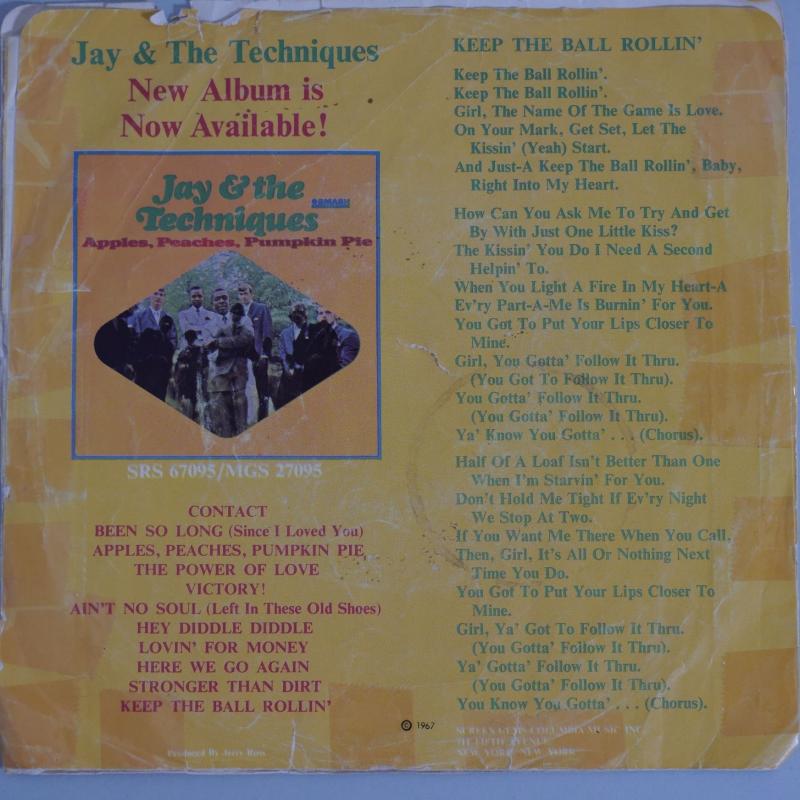 Jay & The Techniques
New Album is
Now Available!
Jay & the
Techniques
SMASH
Apples, Peaches, Pumpkin Pie
SRS 67095/MGS 27095
CONTACT
BEEN SO LONG (Since I Loved You)
APPLES, PEACHES, PUMPKIN PIE
THE POWER OF LOVE
VICTORY!
AIN'T NO SOUL (Left In These Old Shoes)
HEY DIDDLE DIDDLE
LOVIN' FOR MONEY
HERE WE GO AGAIN
STRONGER THAN DIRT
KEEP THE BALL ROLLIN'
Produced By Jerry Ross
KEEP THE BALL ROLLIN'
Keep The Ball Rollin'.
Keep The Ball Rollin'.
Girl, The Name Of The Game Is Love.
On Your Mark, Get Set, Let The
Kissin' (Yeah) Start.
And Just-A Keep The Ball Rollin', Baby,
Right Into My Heart.
How Can You Ask Me To Try And Get
By With Just One Little Kiss?
The Kissin' You Do I Need A Second
Helpin' To.
When You Light A Fire In My Heart-A
Ev'ry Part-A-Me Is Burnin' For You.
You Got To Put Your Lips Closer To
Mine.
Girl, You Gotta' Follow It Thru.
(You Got To Follow It Thru).
You Gotta' Follow It Thru.
(You Gotta' Follow It Thru).
Ya' Know You Gotta' . . . (Chorus).
Half Of A Loaf Isn't Better Than One
When I'm Starvin' For You.
Don't Hold Me Tight If Ev'ry Night
We Stop At Two.
If You Want Me There When You Call,
Then, Girl, It's All Or Nothing Next
Time You Do.
You Got To Put Your Lips Closer To
Mine.
Girl, Ya' Got To Follow It Thru.
(You Gotta' Follow It Thru).
Ya' Gotta' Follow It Thru.
(You Gotta' Follow It Thru).
You Know You Gotta' . . . (Chorus).
© 1967
SCREEN GEMS-COLUMBIA MUSIC INC.
711 FIFTH AVENUE
NEW YORK, NEW YORK